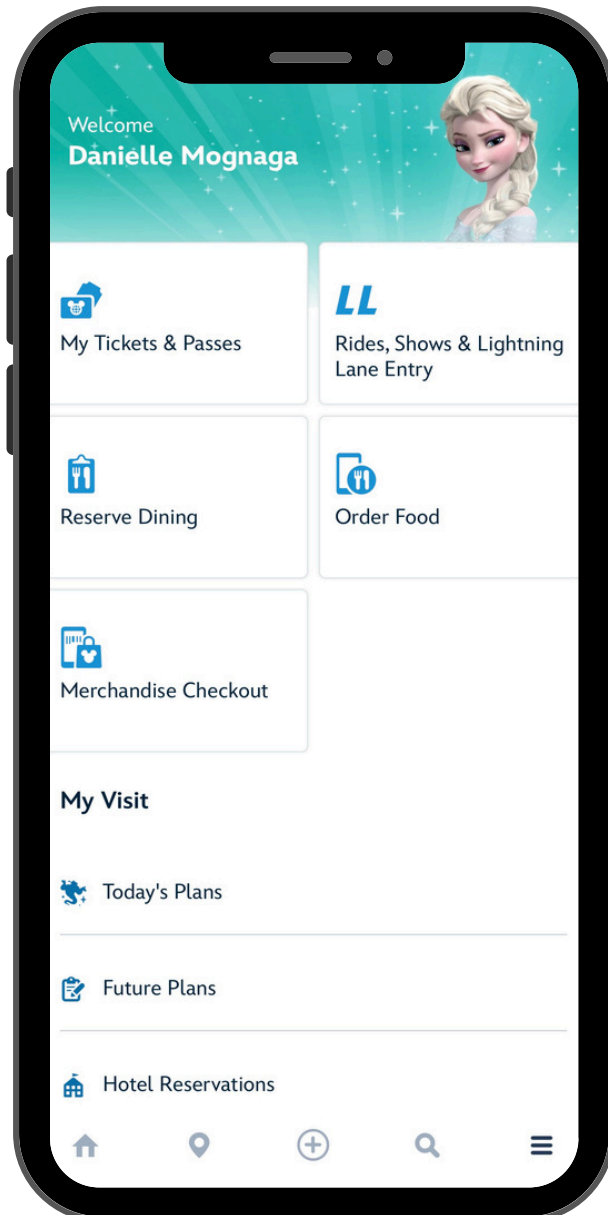 Welcome
Danielle Mognaga
My Tickets & Passes
LL
Rides, Shows & Lightning
Lane Entry
Reserve Dining
Order Food
Merchandise Checkout
My Visit
Today's Plans
Future Plans
Hotel Reservations